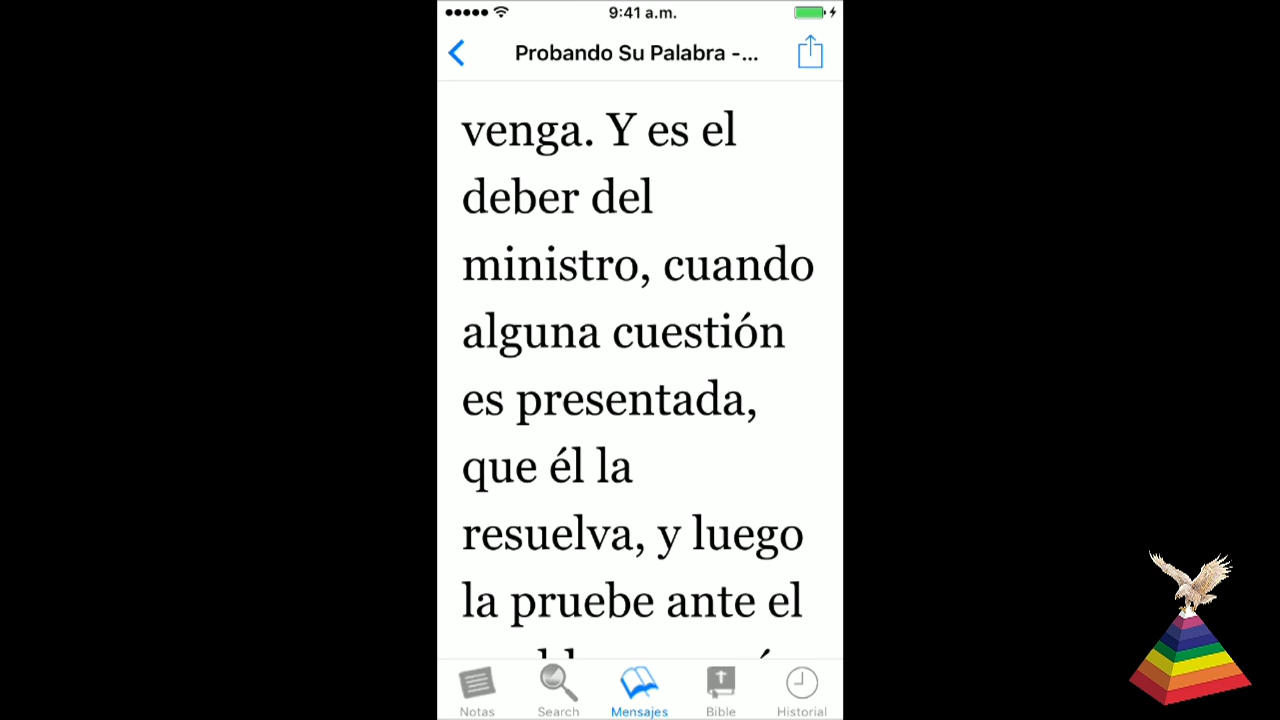 9:41 a.m.
Probando Su Palabra -...
venga. Y es el
deber del
ministro, cuando
alguna cuestión
es presentada,
que él la
resuelva, y luego
la pruebe ante el
Notas
Search
Mensajes
Bible
Historial